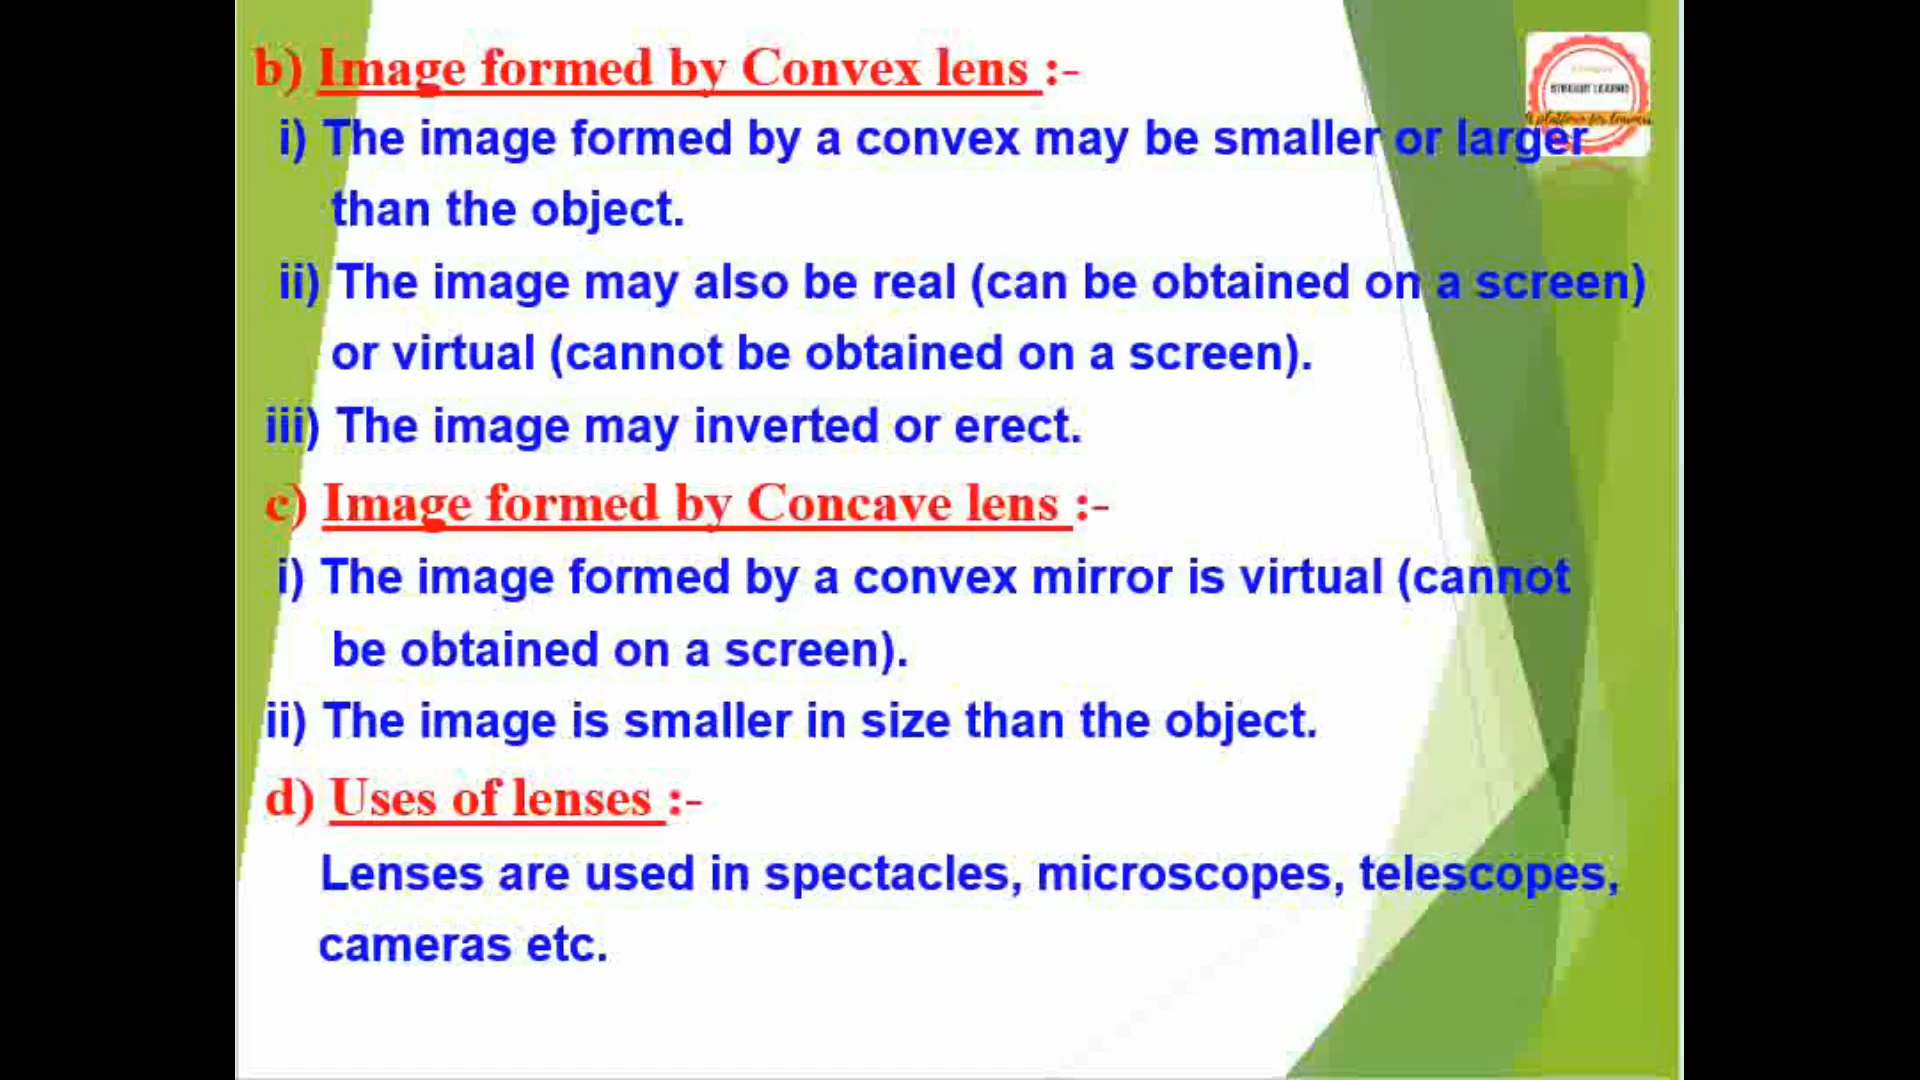 b) Image formed by Convex lens :-
i) The image formed by a convex may be smaller or larger
than the object.
ii) The image may also be real (can be obtained on a screen)
or virtual (cannot be obtained on a screen).
iii) The image may inverted or erect.
c) Image formed by Concave lens :-
i) The image formed by a convex mirror is virtual (cannot
be obtained on a screen).
ii) The image is smaller in size than the object.
d) Uses of lenses :-
Lenses are used in spectacles, microscopes, telescopes,
cameras etc.